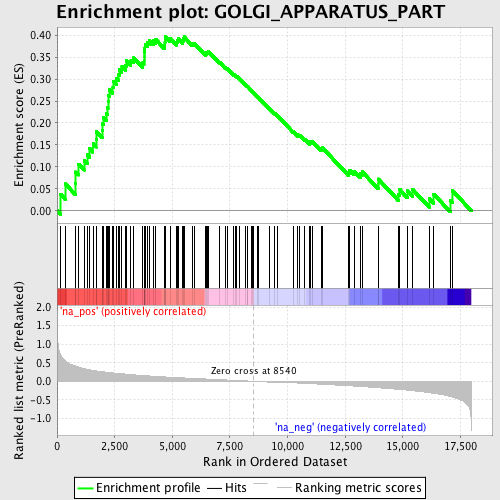 Enrichment plot: GOLGI_APPARATUS_PART
Enrichment score (ES)
0.40
0.35
0.30
0.25
0.20
0.15
0.10
0.05
0.00
Ranked list metric (PreRanked)
2.0
1.5
1.0
0.5
0.0
-0.5
-1.0
'na_pos' (positively correlated)
Zero cross at 8540
'na_neg' (negatively correlated)
0 2,500 5,000 7,500 10,000 12,500 15,000 17,500
Rank in Ordered Dataset
Enrichment profile Hits Ranking metric scores